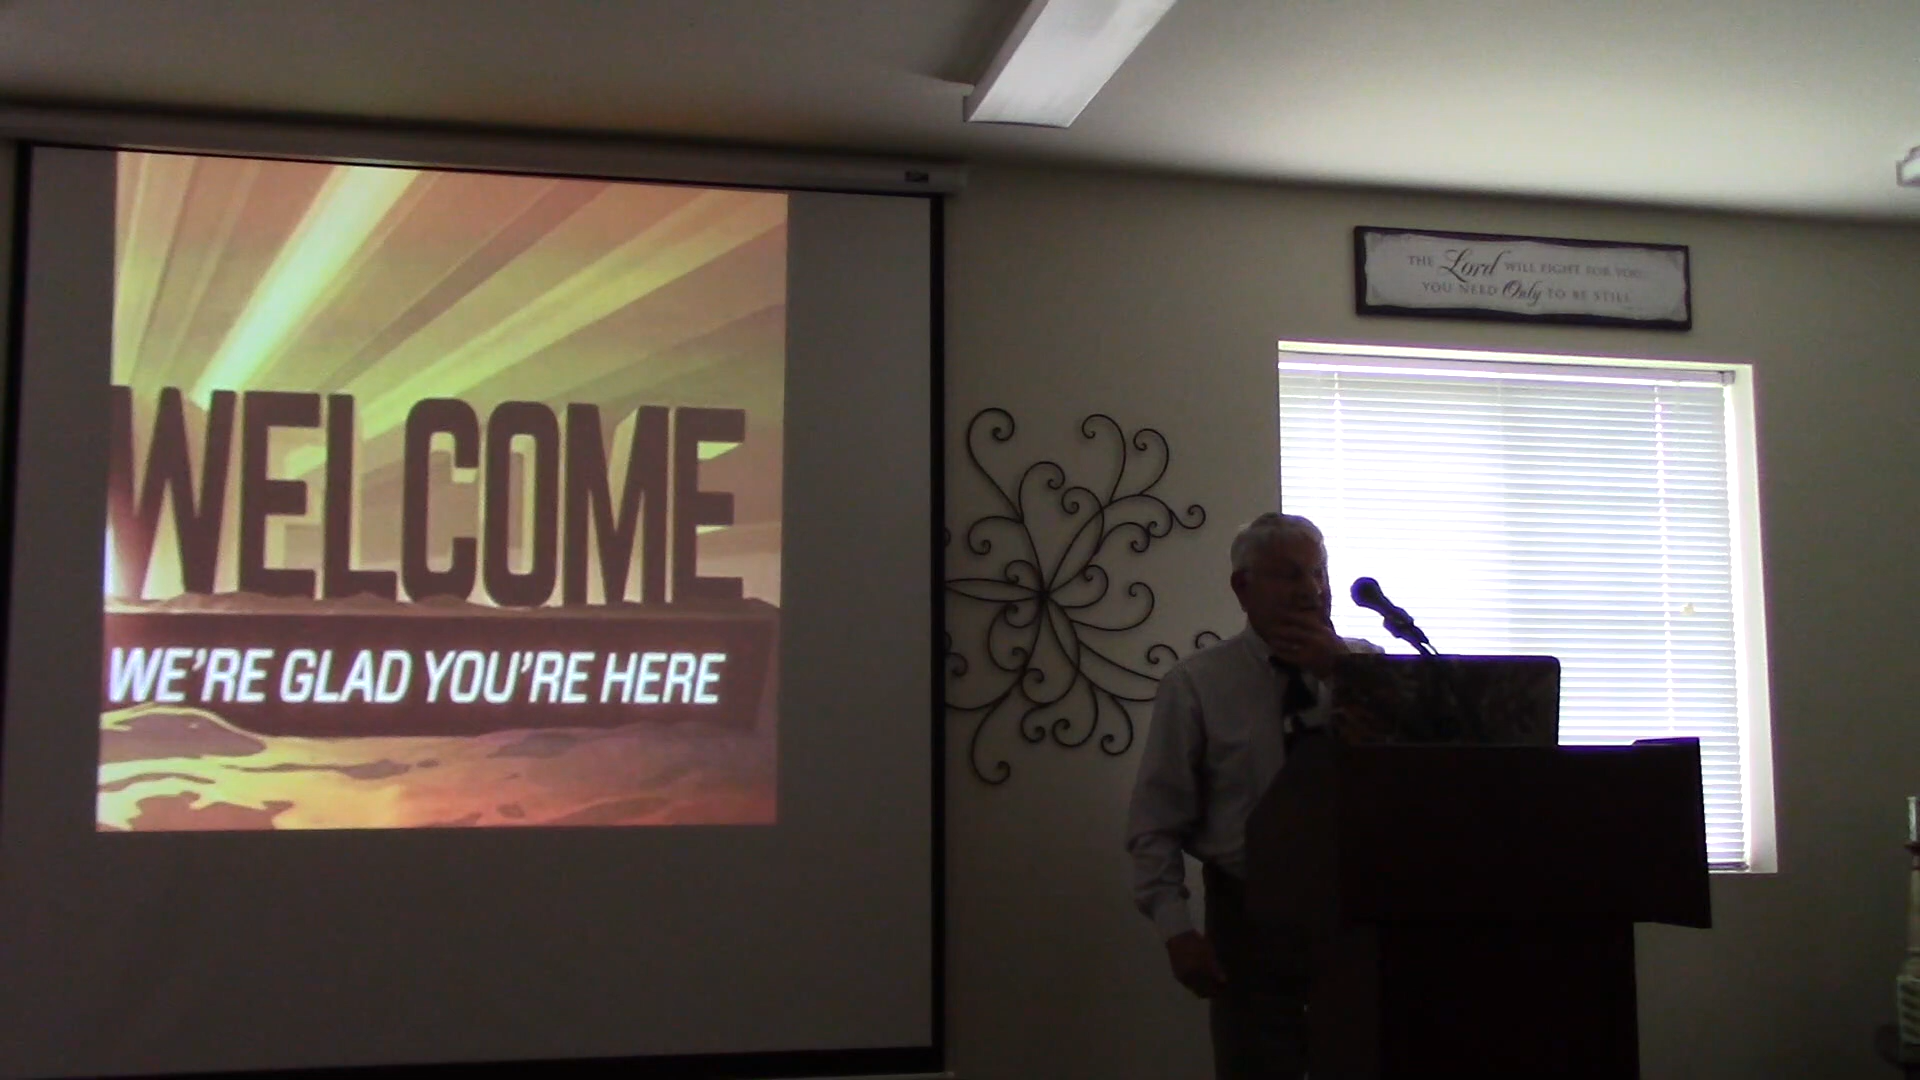 WELCOME
WE'RE GLAD YOU'RE HERE
THE Lord WILL FIGHT FOR YOU
YOU NEED Only TO BE STILL